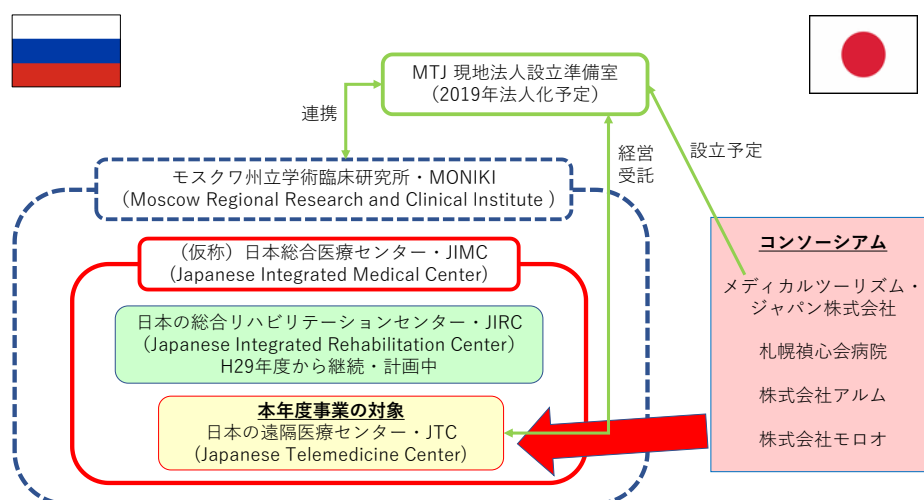 MTJ 現地法人設立準備室
（2019年法人化予定）
連携
経営
受託
設立予定
モスクワ州立学術臨床研究所・MONIKI
（Moscow Regional Research and Clinical Institute ）
（仮称）日本総合医療センター・JIMC
（Japanese Integrated Medical Center）
日本の総合リハビリテーションセンター・JIRC
（Japanese Integrated Rehabilitation Center）
H29年度から継続・計画中
本年度事業の対象
日本の遠隔医療センター・JTC
（Japanese Telemedicine Center）
コンソーシアム
メディカルツーリズム・
ジャパン株式会社
札幌禎心会病院
株式会社アルム
株式会社モロオ